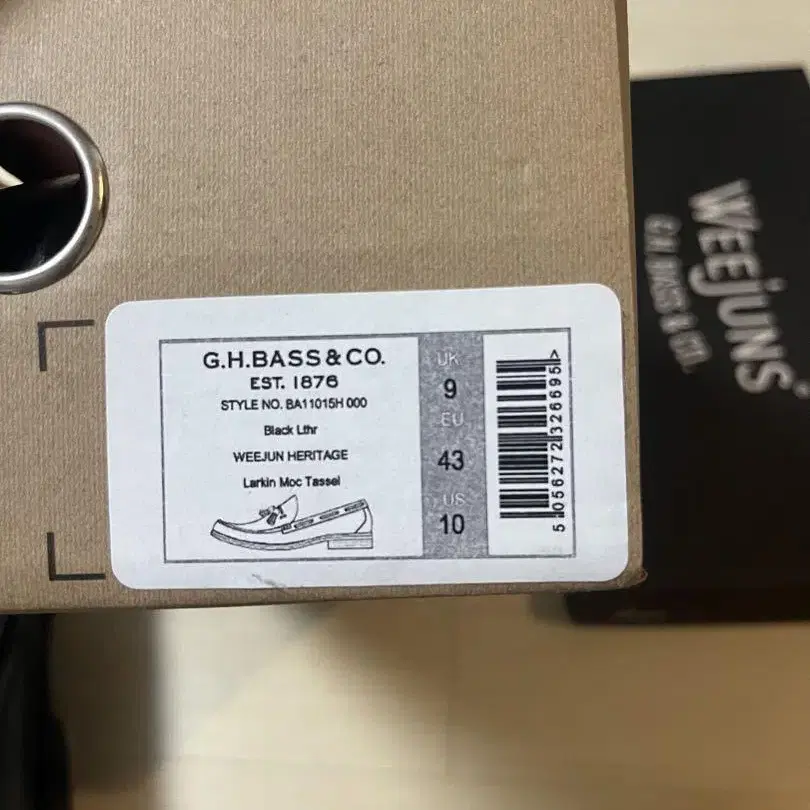 G.H.BASS & CO.
EST. 1876
STYLE NO. BA11015H 000
Black Lthr
WEEJUN HERITAGE
Larkin Moc Tassel
UK
9
EU
43
US
10
5 056272 326695 >
WEEJUNS
G.H. BASS & CO.